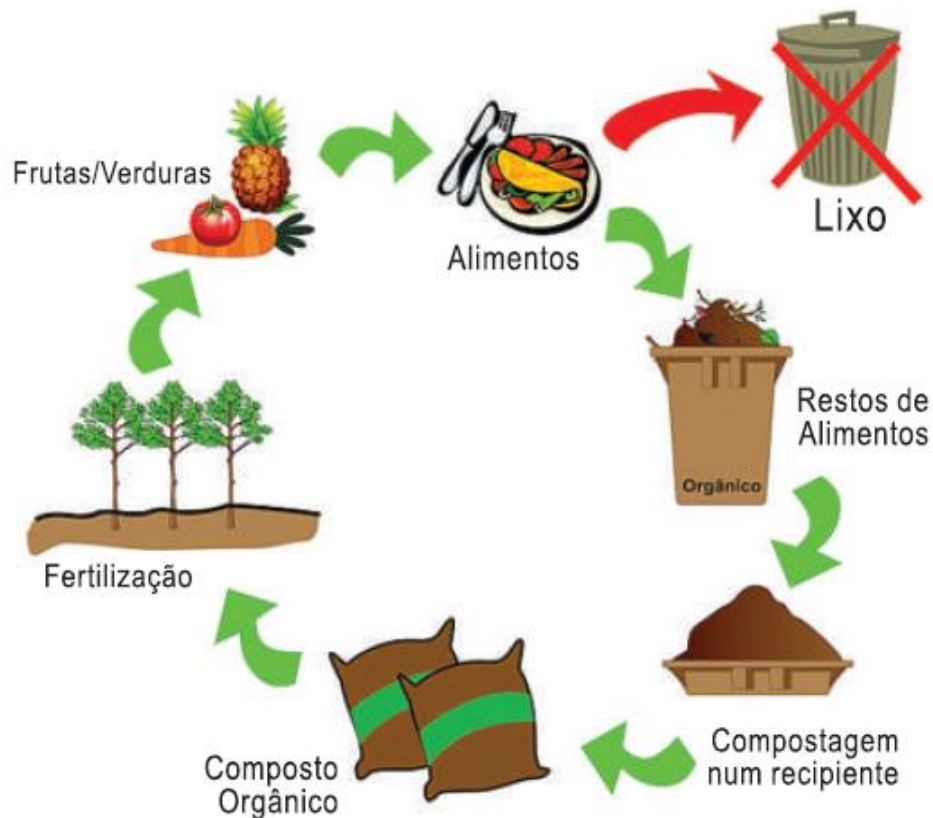 Frutas/Verduras
Alimentos
Lixo
Restos de
Alimentos
Orgânico
Compostagem
num recipiente
Composto
Orgânico
Fertilização